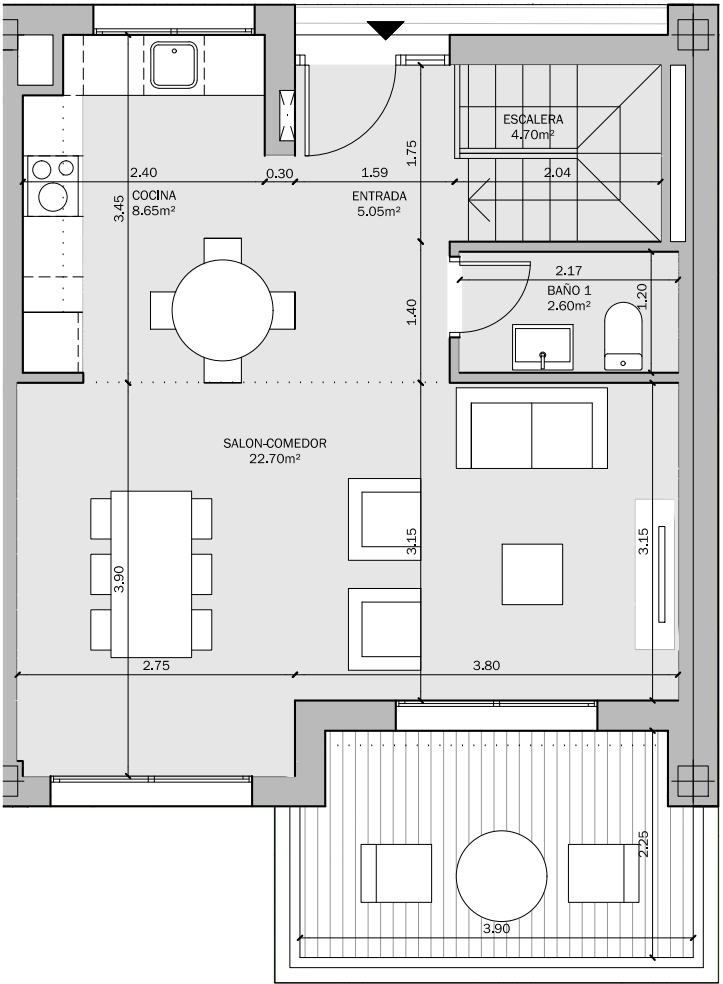 ESCALERA
4.70m²
1.75
2.40
0.30
1.59
2.04
COCINA
8.65m²
3.45
ENTRADA
5.05m²
2.17
BAÑO 1
2.60m²
1.20
1.40
SALON-COMEDOR
22.70m²
3.15
3.15
3.90
2.75
3.80
2.25
3.90